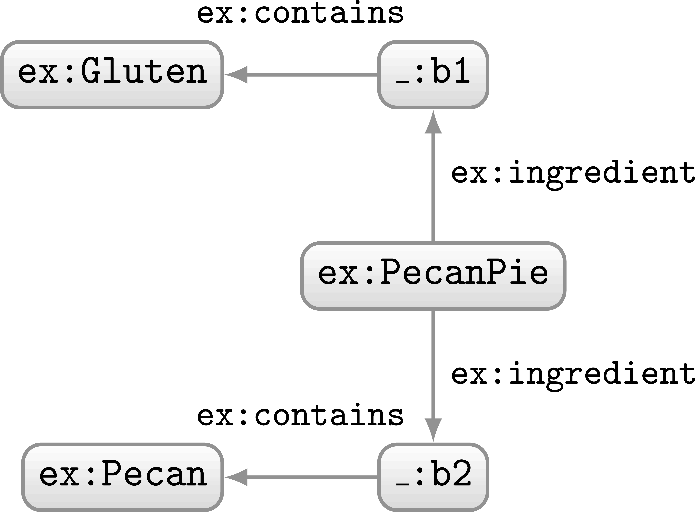 ex:contains
ex:Gluten
_:b1
ex:ingredient
ex:PecanPie
ex:ingredient
ex:contains
ex:Pecan
_:b2